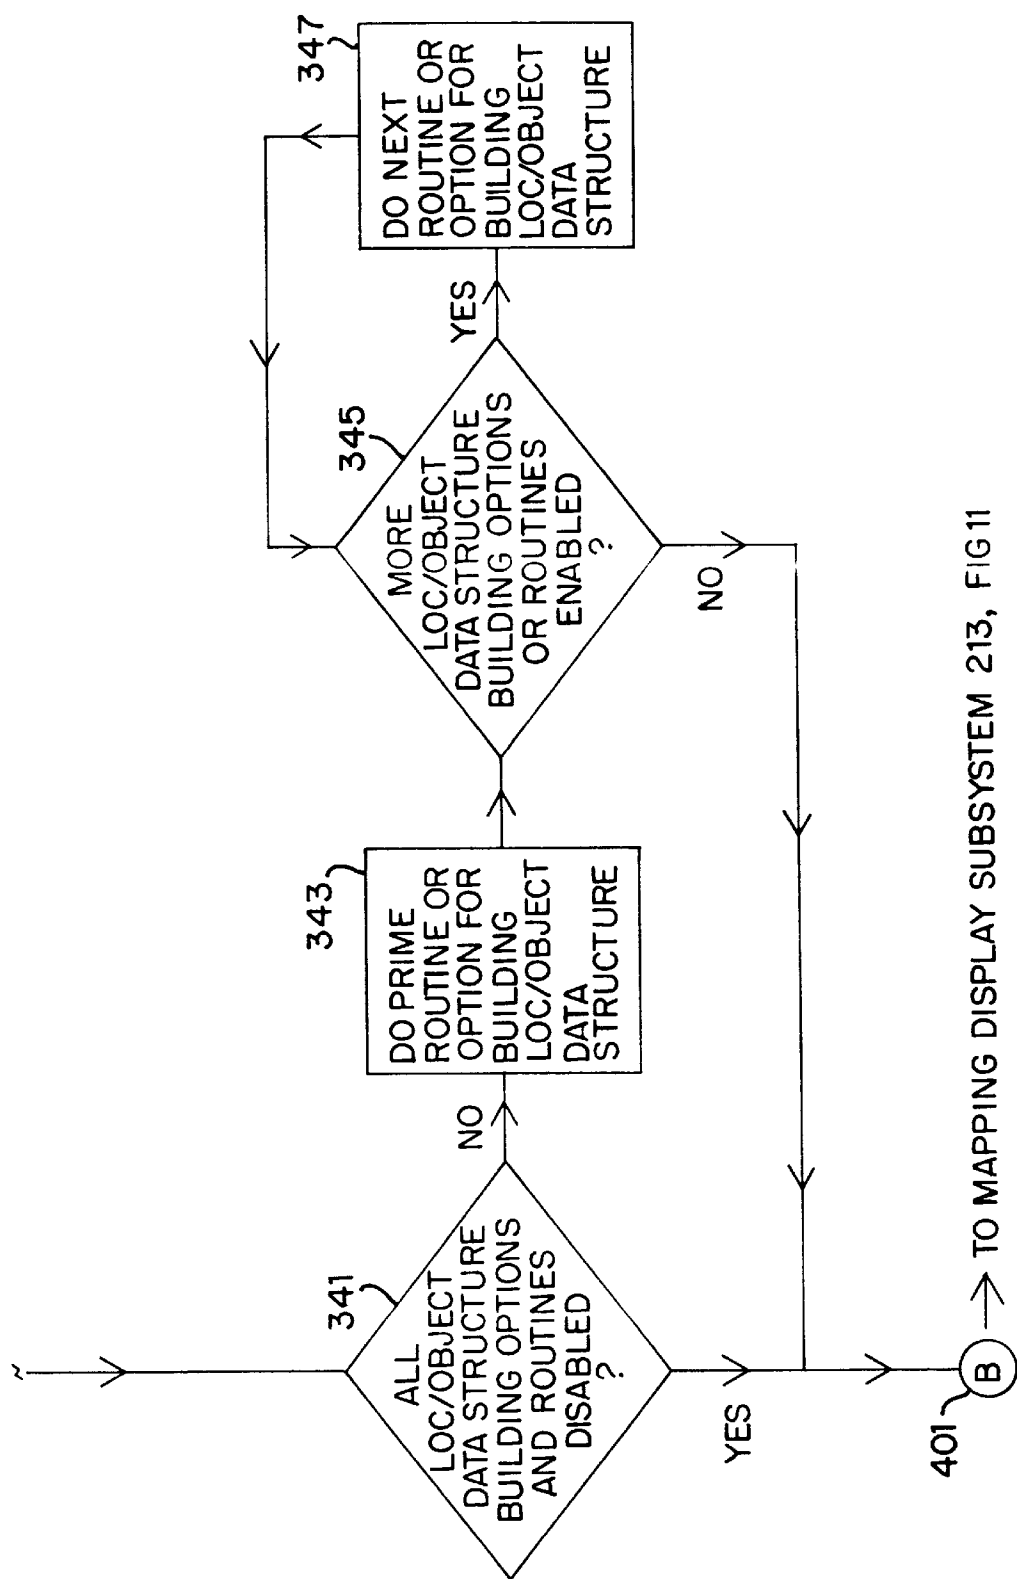 341
ALL
LOC/OBJECT
DATA STRUCTURE
BUILDING OPTIONS
AND ROUTINES
DISABLED
?
NO
YES
343
DO PRIME
ROUTINE OR
OPTION FOR
BUILDING
LOC/OBJECT
DATA
STRUCTURE
345
MORE
LOC/OBJECT
DATA STRUCTURE
BUILDING OPTIONS
OR ROUTINES
ENABLED
?
YES
NO
347
DO NEXT
ROUTINE OR
OPTION FOR
BUILDING
LOC/OBJECT
DATA
STRUCTURE
401
B
TO MAPPING DISPLAY SUBSYSTEM 213, FIG 11